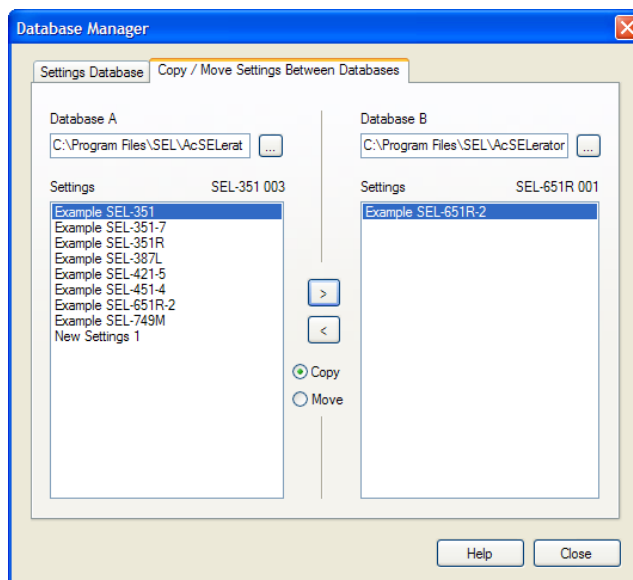 Database Manager
Settings Database
Copy / Move Settings Between Databases
Database A
Database B
C:\Program Files\SEL\AcSELerat
...
C:\Program Files\SEL\AcSELerator
...
Settings
SEL-351 003
Settings
SEL-651R 001
Example SEL-351
Example SEL-351-7
Example SEL-351R
Example SEL-387L
Example SEL-421-5
Example SEL-451-4
Example SEL-651R-2
Example SEL-749M
New Settings 1
Example SEL-651R-2
>
<
Copy
Move
Help
Close